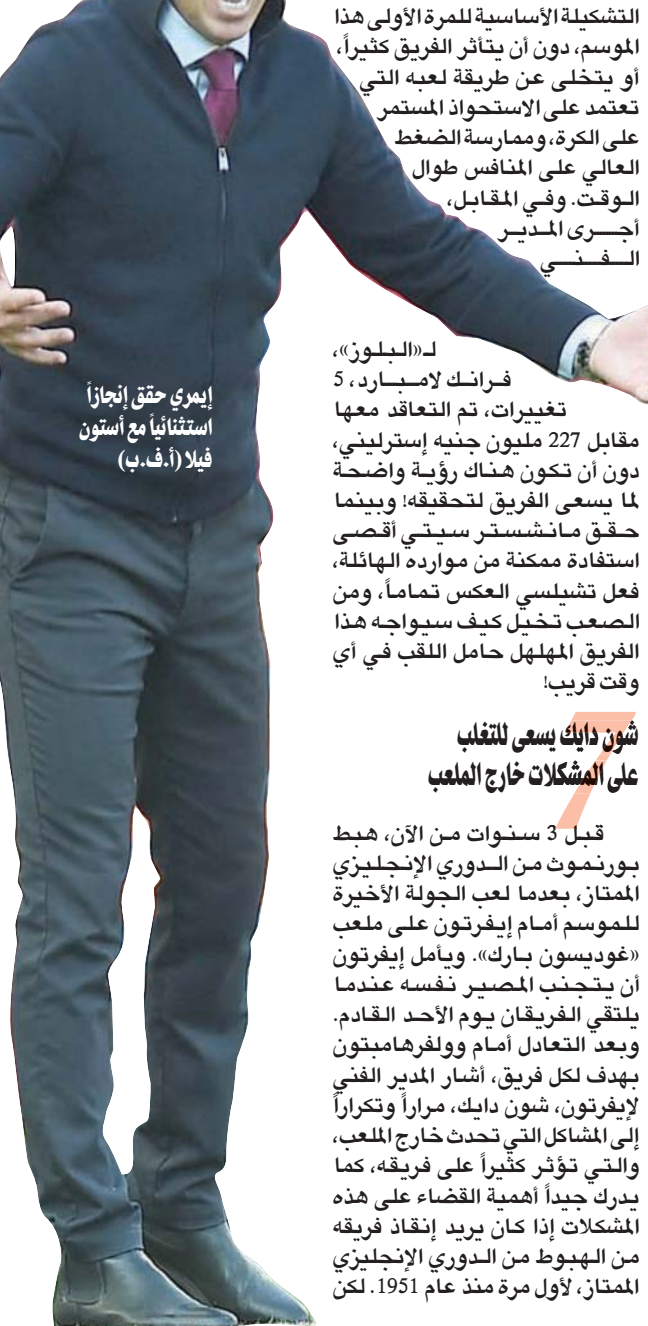 التشكيلة الأساسية للمرة الأولى هذا
الموسم، دون أن يتأثر الفريق كثيراً،
أو يتخلى عن طريقة لعبه التي
تعتمد على الاستحواذ المستمر
على الكرة، وممارسة الضغط
العالي على المنافس طوال
الوقت. وفي المقابل،
أجرى المدير
الفني
لـ«البلوز»،
فرانك لامبارد، 5
تغييرات، تم التعاقد معها
مقابل 227 مليون جنيه إسترليني،
دون أن تكون هناك رؤية واضحة
لما يسعى الفريق لتحقيقه! وبينما
حقق مانشستر سيتي أقصى
استفادة ممكنة من موارده الهائلة،
فعل تشيلسي العكس تماماً، ومن
الصعب تخيل كيف سيواجه هذا
الفريق المهلهل حامل اللقب في أي
وقت قريب!
إيمري حقق إنجازاً
استثنائياً مع أستون
فيلا (أ.ف.ب)
7
شون دايك يسعى للتغلب
على المشكلات خارج الملعب
قبل 3 سنوات من الآن، هبط
بورنموث من الدوري الإنجليزي
الممتاز، بعدما لعب الجولة الأخيرة
للموسم أمام إيفرتون على ملعب
«غوديسون بارك». ويأمل إيفرتون
أن يتجنب المصير نفسه عندما
يلتقي الفريقان يوم الأحد القادم.
وبعد التعادل أمام وولفرهامبتون
بهدف لكل فريق، أشار المدير الفني
لإيفرتون، شون دايك، مراراً وتكراراً
إلى المشاكل التي تحدث خارج الملعب،
والتي تؤثر كثيراً على فريقه، كما
يدرك جيداً أهمية القضاء على هذه
المشكلات إذا كان يريد إنقاذ فريقه
من الهبوط من الدوري الإنجليزي
الممتاز، لأول مرة منذ عام 1951. لكن